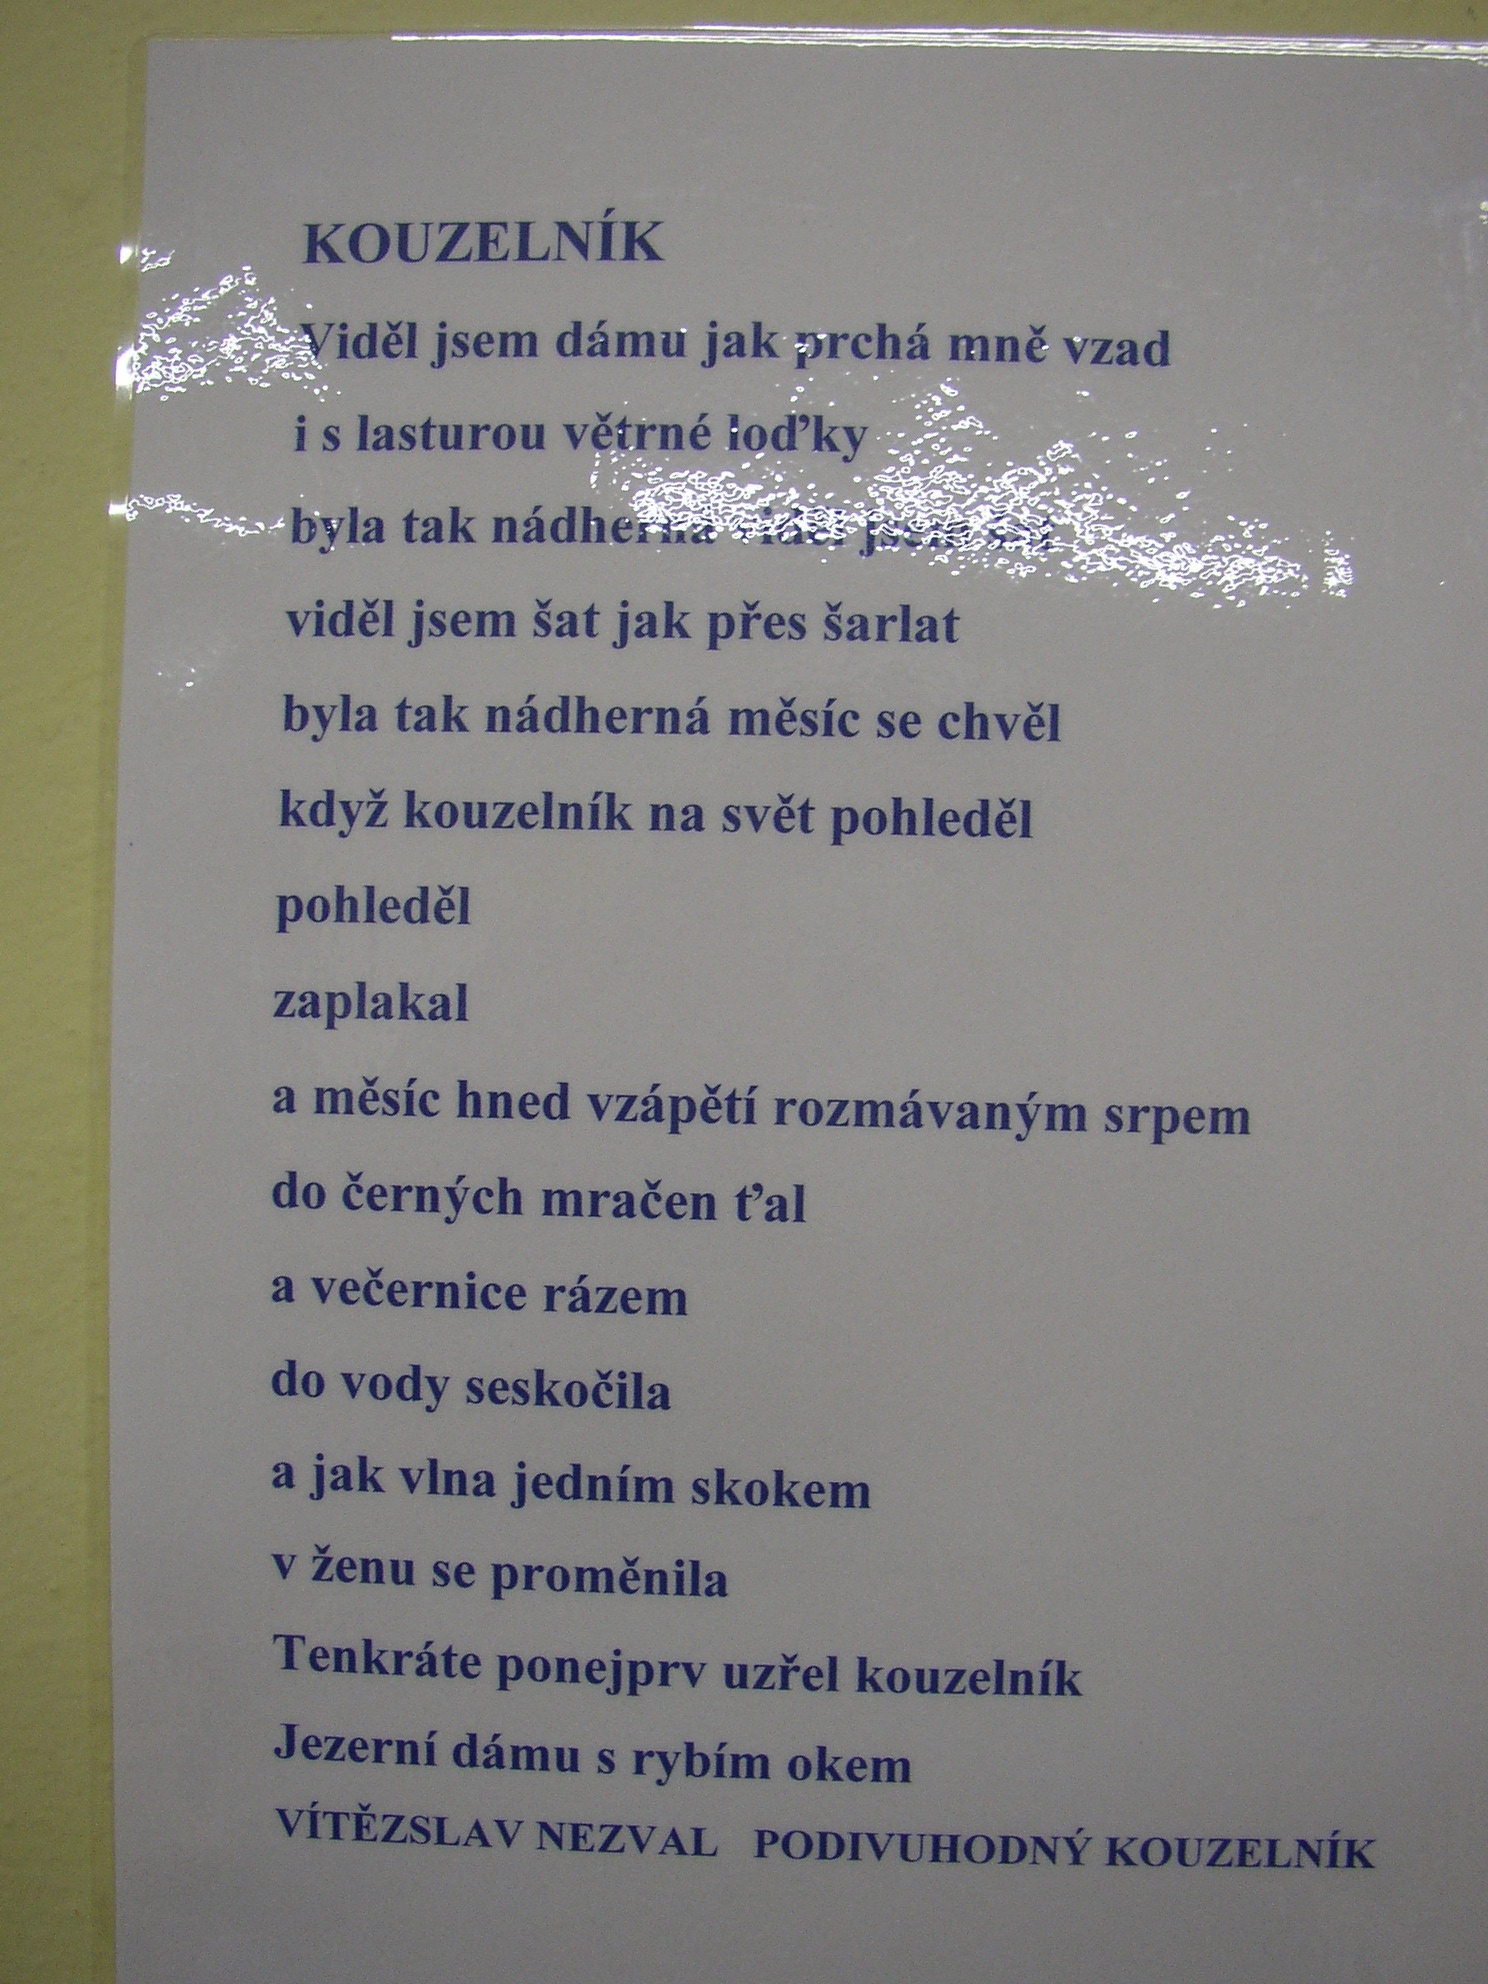 KOUZELNÍK
Viděl jsem dámu jak prchá mně vzad
i s lasturou větrné loďky
byla tak nádherná viděl jsem šat
viděl jsem šat jak přes šarlat
byla tak nádherná měsíc se chvěl
když kouzelník na svět pohleděl
pohleděl
zaplakal
a měsíc hned vzápětí rozmávaným srpem
do černých mračen ťal
a večernice rázem
do vody seskočila
a jak vlna jedním skokem
v ženu se proměnila
Tenkráte ponejprv uzřel kouzelník
Jezerní dámu s rybím okem
VÍTĚZSLAV NEZVAL PODIVUHODNÝ KOUZELNÍK